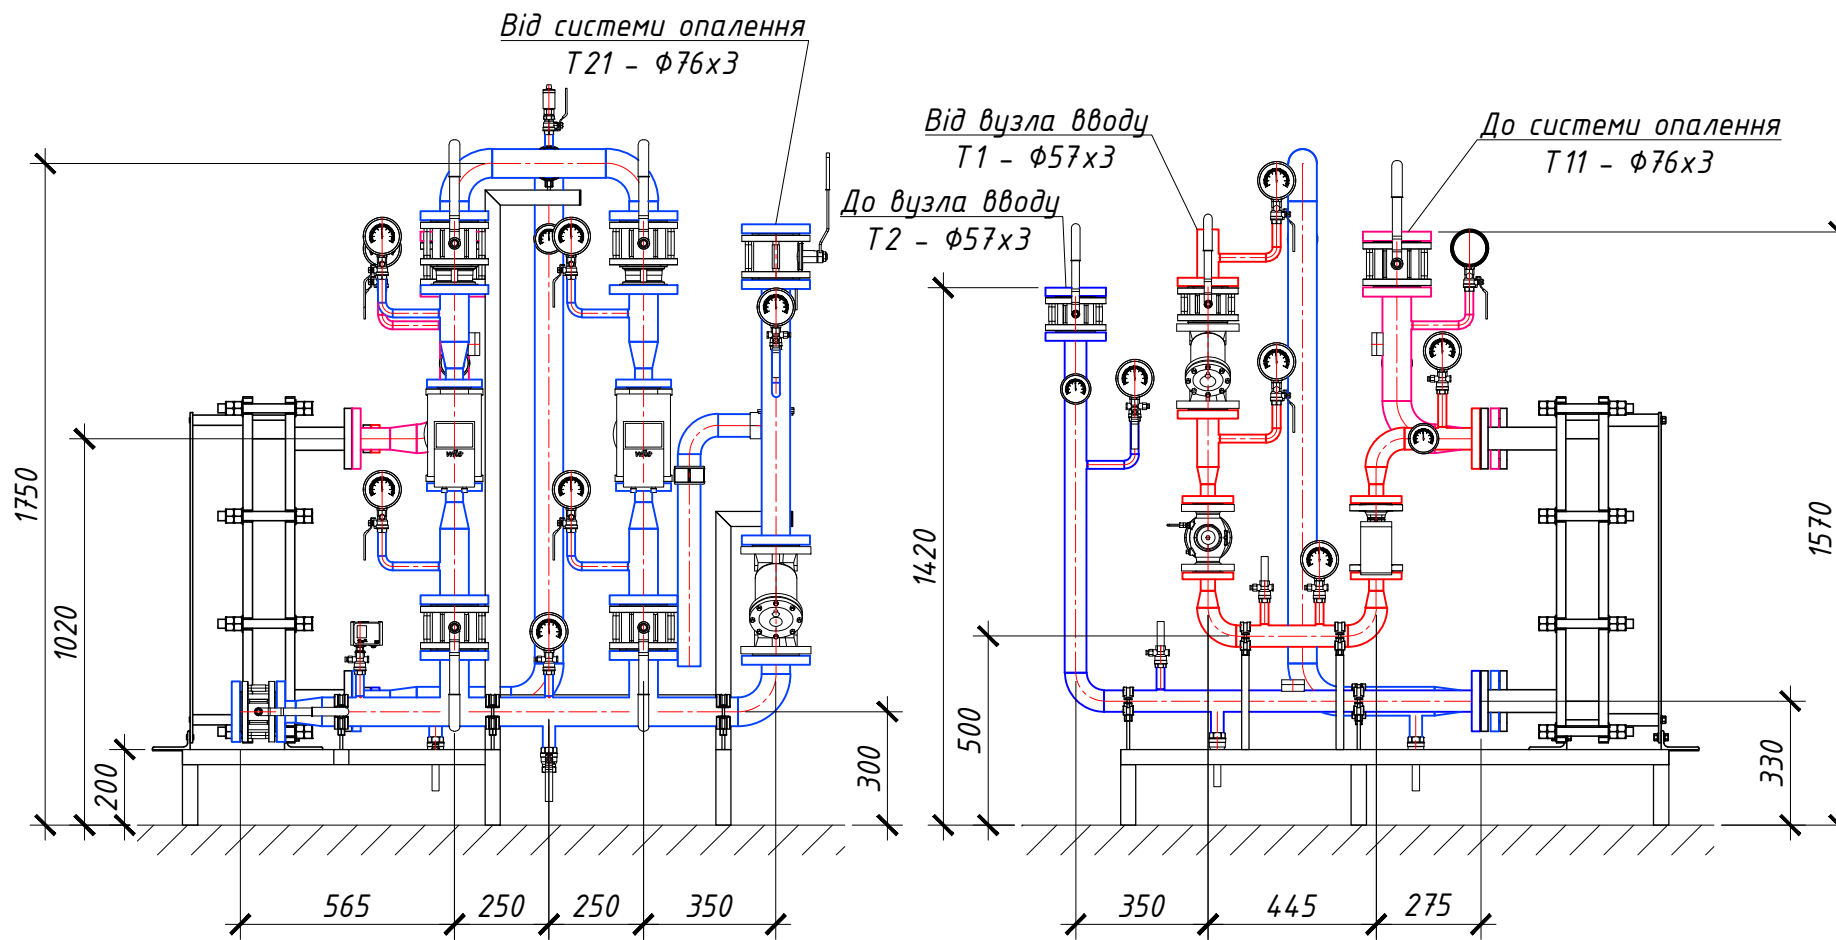 Від системи опалення
Т21 - Ф76х3
Від вузла вводу
Т1 - Ф57х3
До вузла вводу
Т2 - Ф57х3
До системи опалення
Т11 - Ф76х3
1750
1020
200
300
565
250
250
350
wilo
wilo
1420
500
1570
330
350
445
275